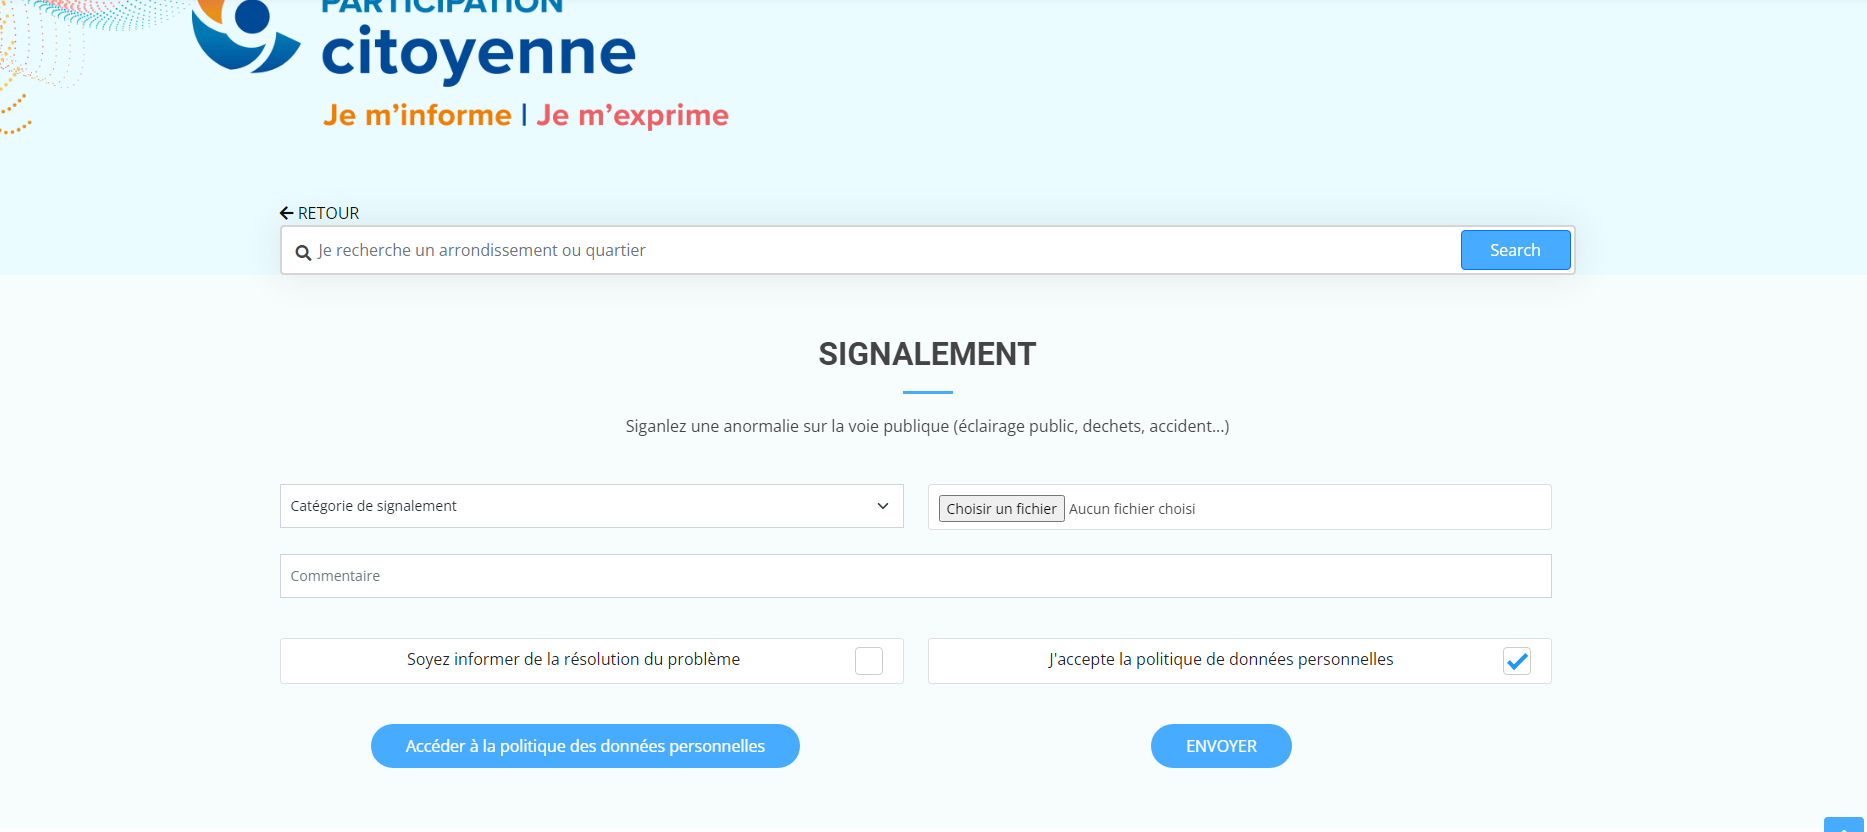 PARTICIPATION
citoyenne
Je m'informe | Je m'exprime
RETOUR
Je recherche un arrondissement ou quartier
Search
SIGNALEMENT
Siganlez une anormalie sur la voie publique (éclairage public, dechets, accident...)
Catégorie de signalement
Choisir un fichier Aucun fichier choisi
Commentaire
Soyez informer de la résolution du problème
J'accepte la politique de données personnelles
Accéder à la politique des données personnelles
ENVOYER